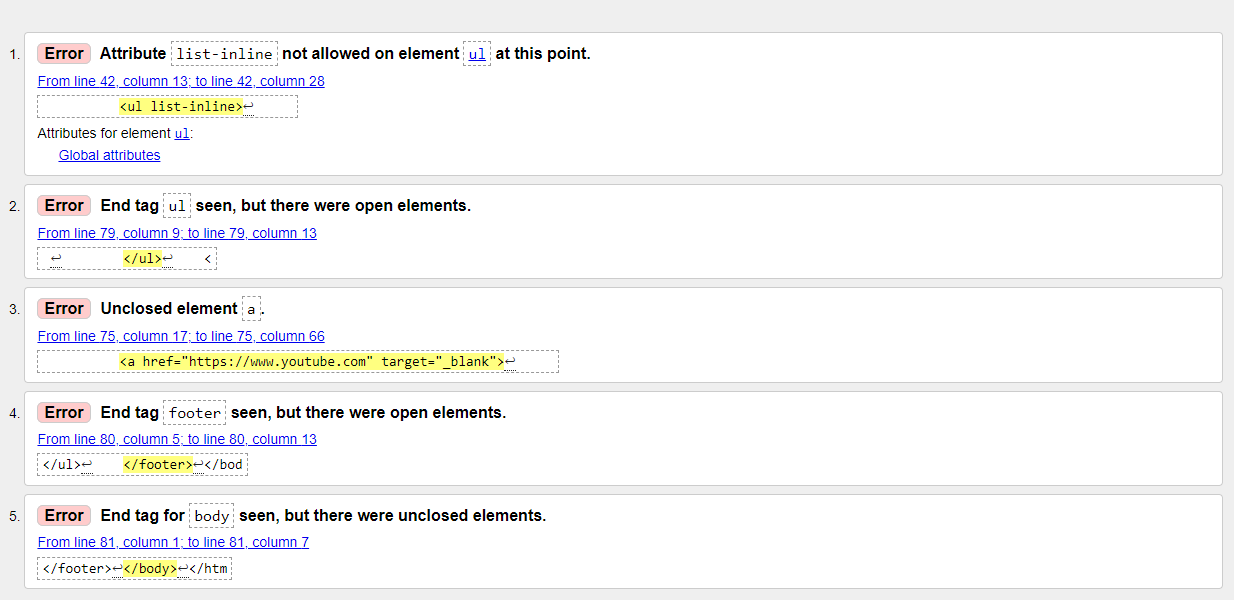 1. Error Attribute list-inline not allowed on element ul at this point.
From line 42, column 13; to line 42, column 28
<ul list-inline>↩
Attributes for element ul:
Global attributes
2. Error End tag ul seen, but there were open elements.
From line 79, column 9; to line 79, column 13
↩ </ul>↩ <
3. Error Unclosed element a.
From line 75, column 17; to line 75, column 66
<a href="https://www.youtube.com" target="_blank">↩
4. Error End tag footer seen, but there were open elements.
From line 80, column 5; to line 80, column 13
</ul>↩ </footer>↩</bod
5. Error End tag for body seen, but there were unclosed elements.
From line 81, column 1; to line 81, column 7
</footer>↩</body>↩</htm